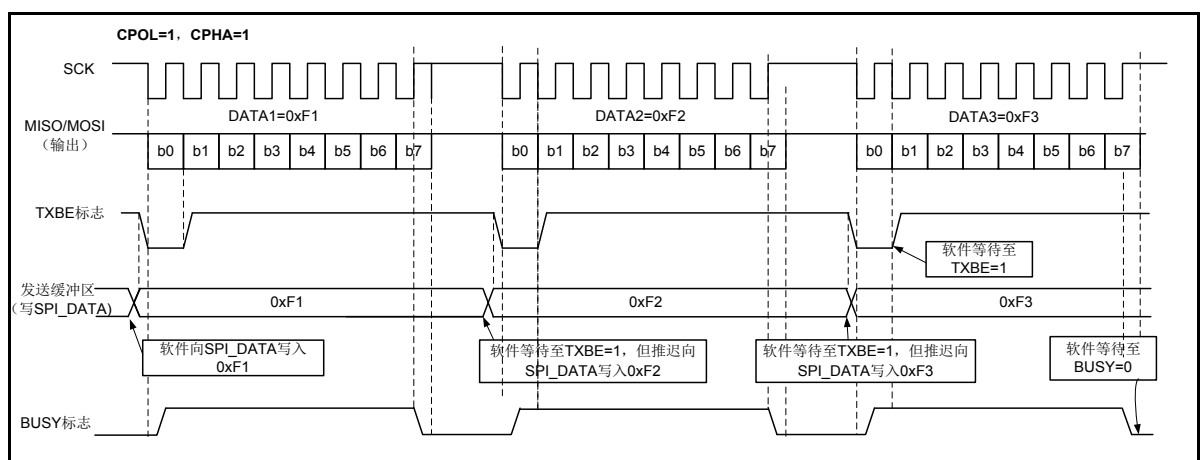 CPOL=1，CPHA=1
SCK
DATA1=0xF1
DATA2=0xF2
DATA3=0xF3
MISO/MOSI
（输出）
b0 b1 b2 b3 b4 b5 b6 b7
b0 b1 b2 b3 b4 b5 b6 b7
b0 b1 b2 b3 b4 b5 b6 b7
TXBE标志
软件等待至
TXBE=1
发送缓冲区
（写SPI_DATA)
0xF1
0xF2
0xF3
软件向SPI_DATA写入
0xF1
软件等待至TXBE=1，但推迟向
SPI_DATA写入0xF2
软件等待至TXBE=1，但推迟向
SPI_DATA写入0xF3
软件等待至
BUSY=0
BUSY标志